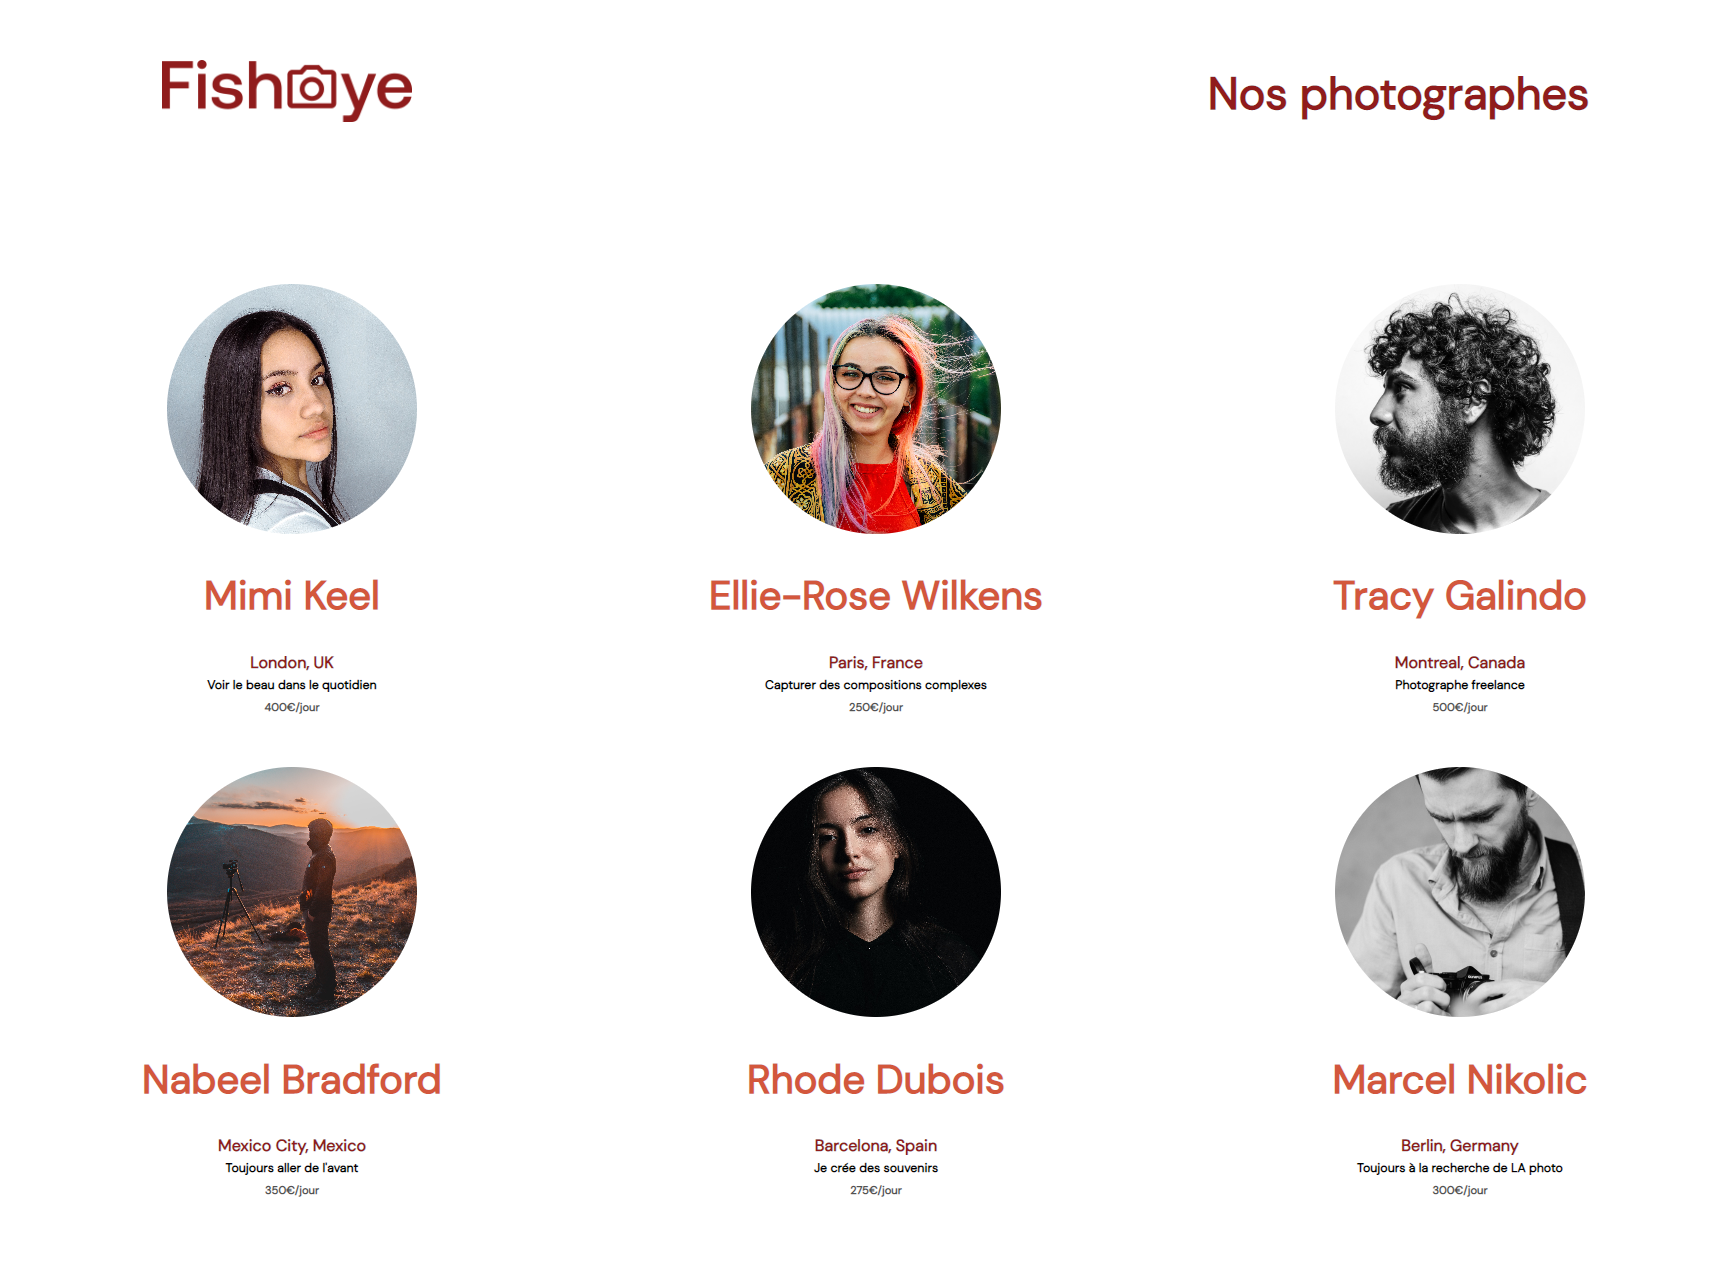 Fisheye
Nos photographes
Mimi Keel
London, UK
Voir le beau dans le quotidien
400€/jour
Ellie-Rose Wilkens
Paris, France
Capturer des compositions complexes
250€/jour
Tracy Galindo
Montreal, Canada
Photographe freelance
500€/jour
Nabeel Bradford
Mexico City, Mexico
Toujours aller de l'avant
350€/jour
Rhode Dubois
Barcelona, Spain
Je crée des souvenirs
275€/jour
Marcel Nikolic
Berlin, Germany
Toujours à la recherche de LA photo
300€/jour